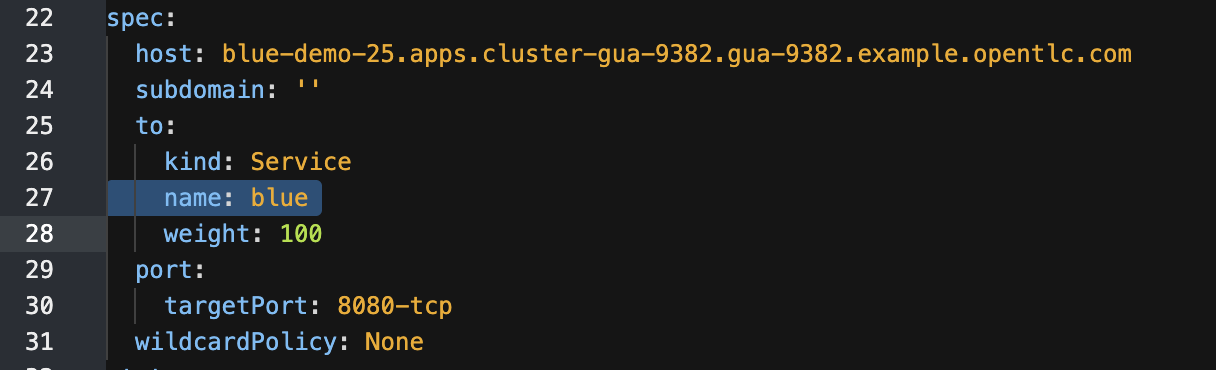 22 spec:
23 host: blue-demo-25.apps.cluster-gua-9382.gua-9382.example.opentlc.com
24 subdomain: ''
25 to:
26 kind: Service
27 name: blue
28 weight: 100
29 port:
30 targetPort: 8080-tcp
31 wildcardPolicy: None